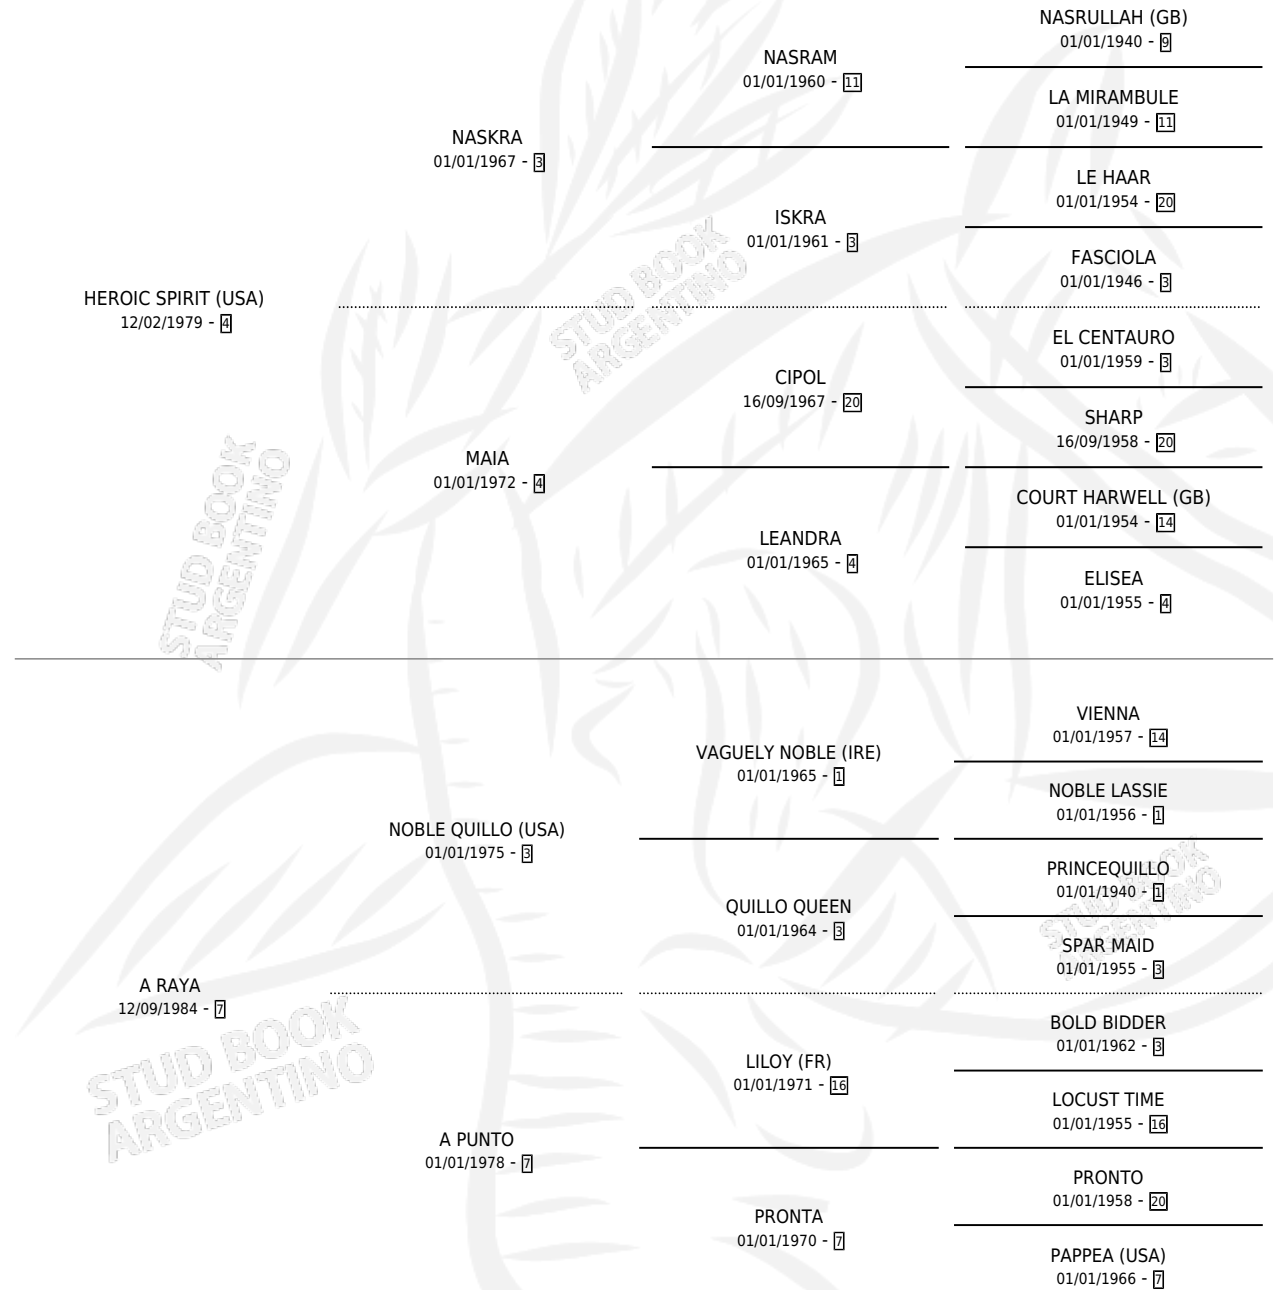 NASRULLAH (GB)
01/01/1940 - 9
NASRAM
01/01/1960 - 11
LA MIRAMBULE
01/01/1949 - 11
NASKRA
01/01/1967 - 3
LE HAAR
01/01/1954 - 20
ISKRA
01/01/1961 - 3
FASCIOLA
01/01/1946 - 3
HEROIC SPIRIT (USA)
12/02/1979 - 4
EL CENTAURO
01/01/1959 - 3
CIPOL
16/09/1967 - 20
SHARP
16/09/1958 - 20
MAIA
01/01/1972 - 4
COURT HARWELL (GB)
01/01/1954 - 14
LEANDRA
01/01/1965 - 4
ELISEA
01/01/1955 - 4
VIENNA
01/01/1957 - 14
VAGUELY NOBLE (IRE)
01/01/1965 - 1
NOBLE LASSIE
01/01/1956 - 1
NOBLE QUILLO (USA)
01/01/1975 - 3
PRINCEQUILLO
01/01/1940 - 1
QUILLO QUEEN
01/01/1964 - 3
SPAR MAID
01/01/1955 - 3
A RAYA
12/09/1984 - 7
BOLD BIDDER
01/01/1962 - 3
LILOY (FR)
01/01/1971 - 16
LOCUST TIME
01/01/1955 - 16
A PUNTO
01/01/1978 - 7
PRONTO
01/01/1958 - 20
PRONTA
01/01/1970 - 7
PAPPEA (USA)
01/01/1966 - 7
STUD BOOK
ARGENTINO
STUD BOOK
ARGENTINO
STUD BOOK
ARGENTINO
STUD BOOK
ARGENTINO